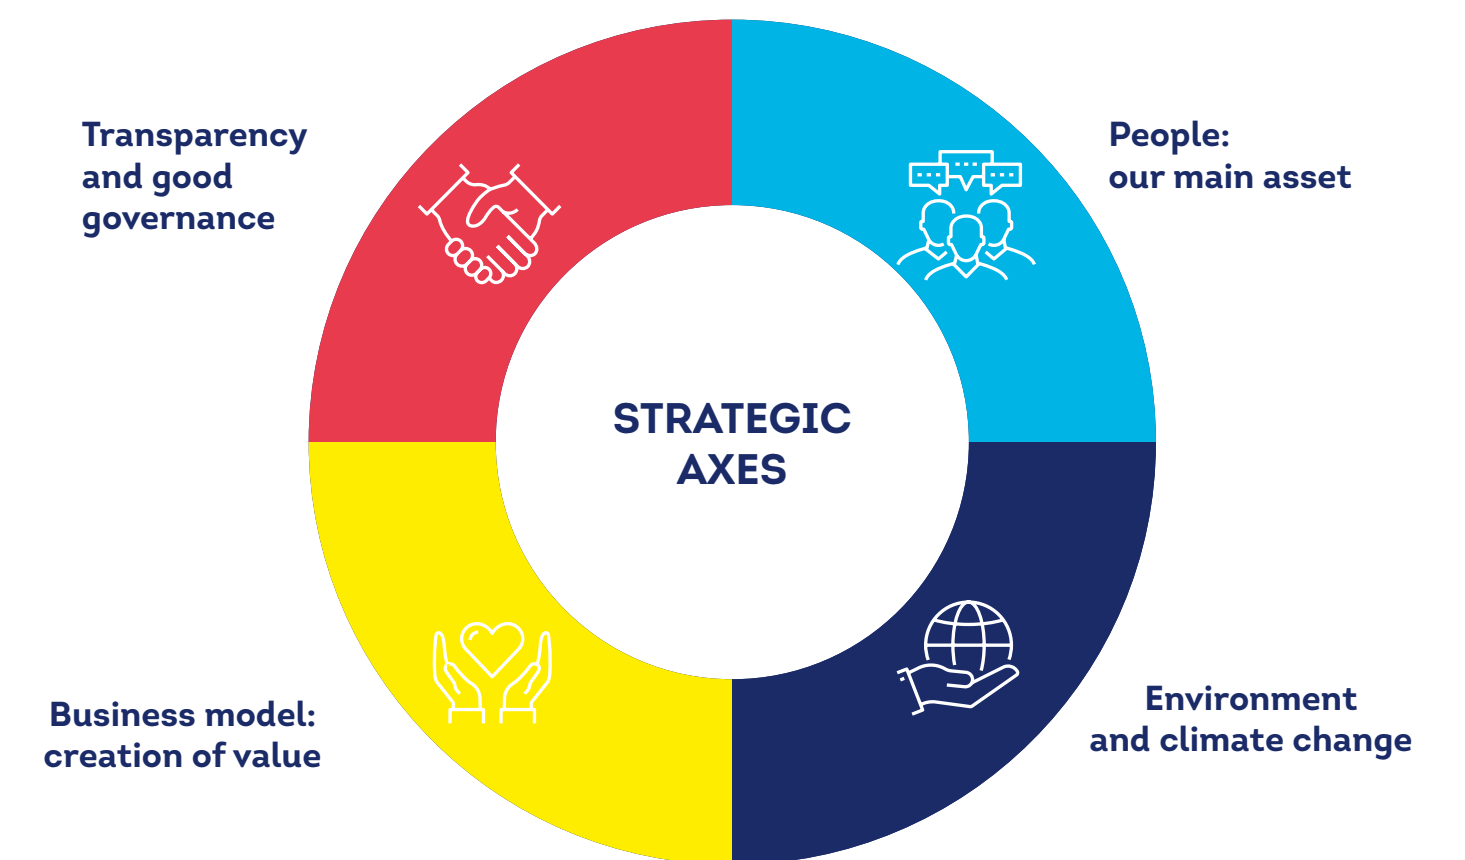 Transparency
and good
governance
People:
our main asset
STRATEGIC
AXES
Business model:
creation of value
Environment
and climate change